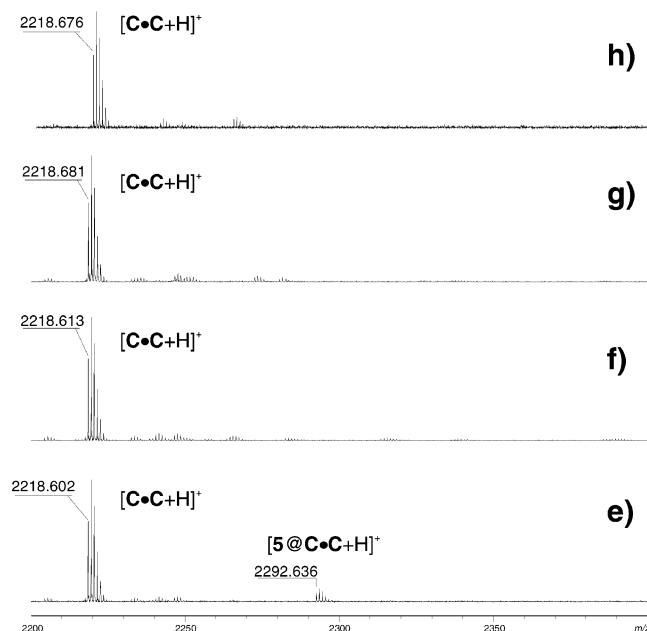 2218.676
[C●C+H]⁺
h)
2218.681
[C●C+H]⁺
g)
2218.613
[C●C+H]⁺
f)
2218.602
[C●C+H]⁺
e)
[5@C●C+H]⁺
2292.636
2200 2250 2300 2350 m/z